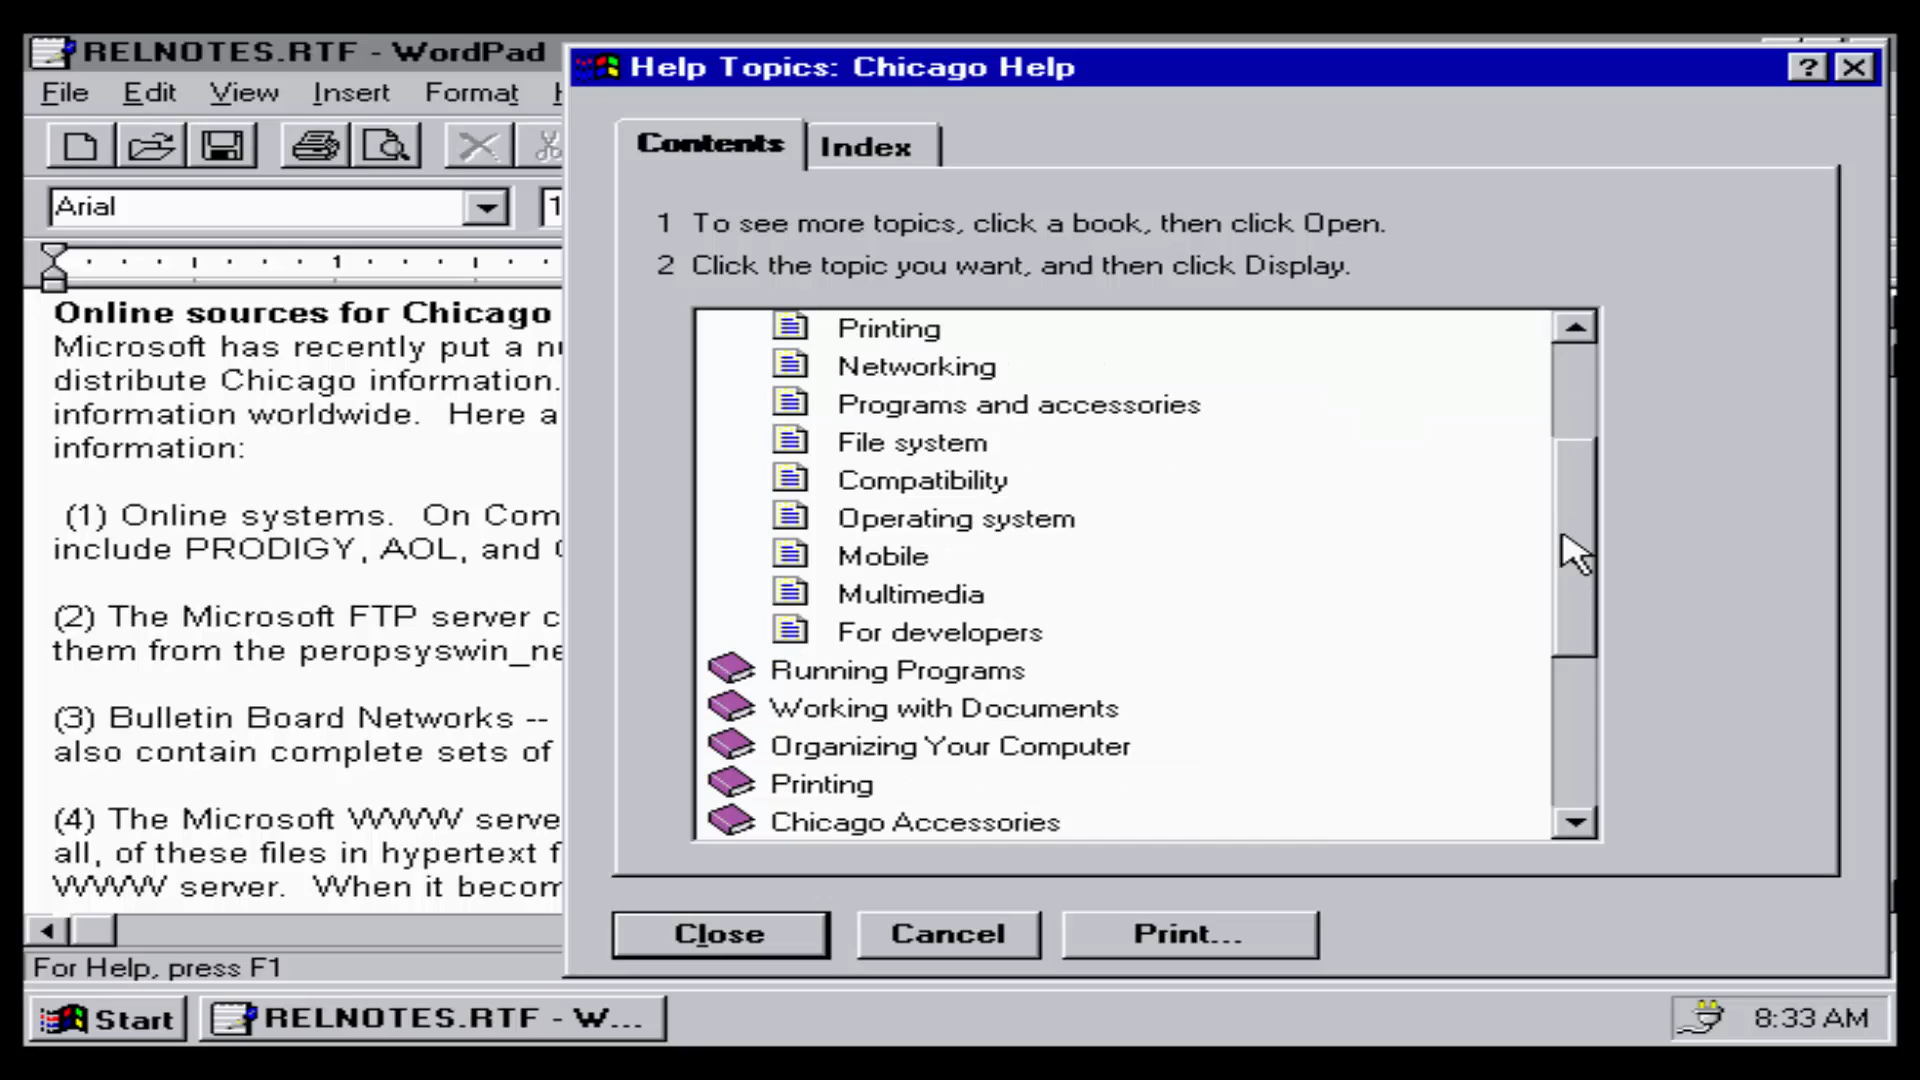 RELNOTES.RTF - WordPad
File Edit View Insert Format
Arial
1
1
Online sources for Chicago
Microsoft has recently put a
distribute Chicago information.
information worldwide. Here a
information:
(1) Online systems. On Com
include PRODIGY, AOL, and
(2) The Microsoft FTP server c
them from the peropsyswin_ne
(3) Bulletin Board Networks --
also contain complete sets of
(4) The Microsoft WWW serve
all, of these files in hypertext f
WWW server. When it becom
For Help, press F1
Help Topics: Chicago Help
Contents Index
1 To see more topics, click a book, then click Open.
2 Click the topic you want, and then click Display.
Printing
Networking
Programs and accessories
File system
Compatibility
Operating system
Mobile
Multimedia
For developers
Running Programs
Working with Documents
Organizing Your Computer
Printing
Chicago Accessories
Close Cancel Print...
Start RELNOTES.RTF - W... 8:33 AM